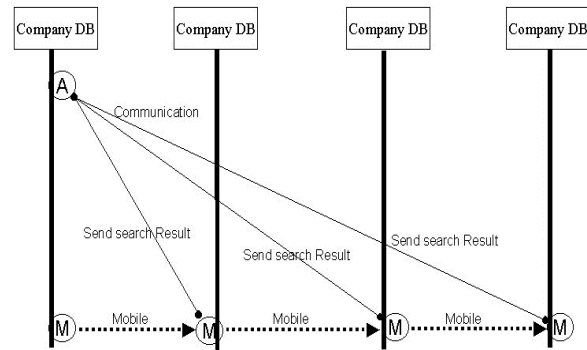 Company DB
Company DB
Company DB
Company DB
A
Communication
Send search Result
Send search Result
Send search Result
Mobile
Mobile
Mobile
M
M
M
M